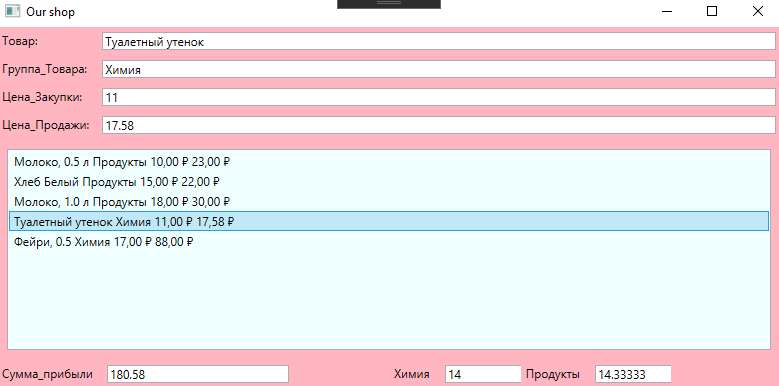 Our shop
Товар: Туалетный утенок
Группа_Товара: Химия
Цена_Закупки: 11
Цена_Продажи: 17.58
Молоко, 0.5 л Продукты 10,00 ₽ 23,00 ₽
Хлеб Белый Продукты 15,00 ₽ 22,00 ₽
Молоко, 1.0 л Продукты 18,00 ₽ 30,00 ₽
Туалетный утенок Химия 11,00 ₽ 17,58 ₽
Фейри, 0.5 Химия 17,00 ₽ 88,00 ₽
Сумма_прибыли 180.58 Химия 14 Продукты 14.33333